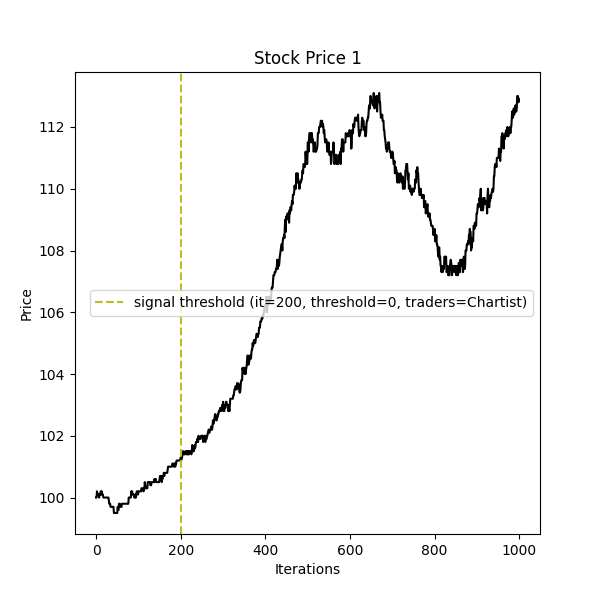 Stock Price 1
112
110
108
106
104
102
100
Price
signal threshold (it=200, threshold=0, traders=Chartist)
0 200 400 600 800 1000
Iterations